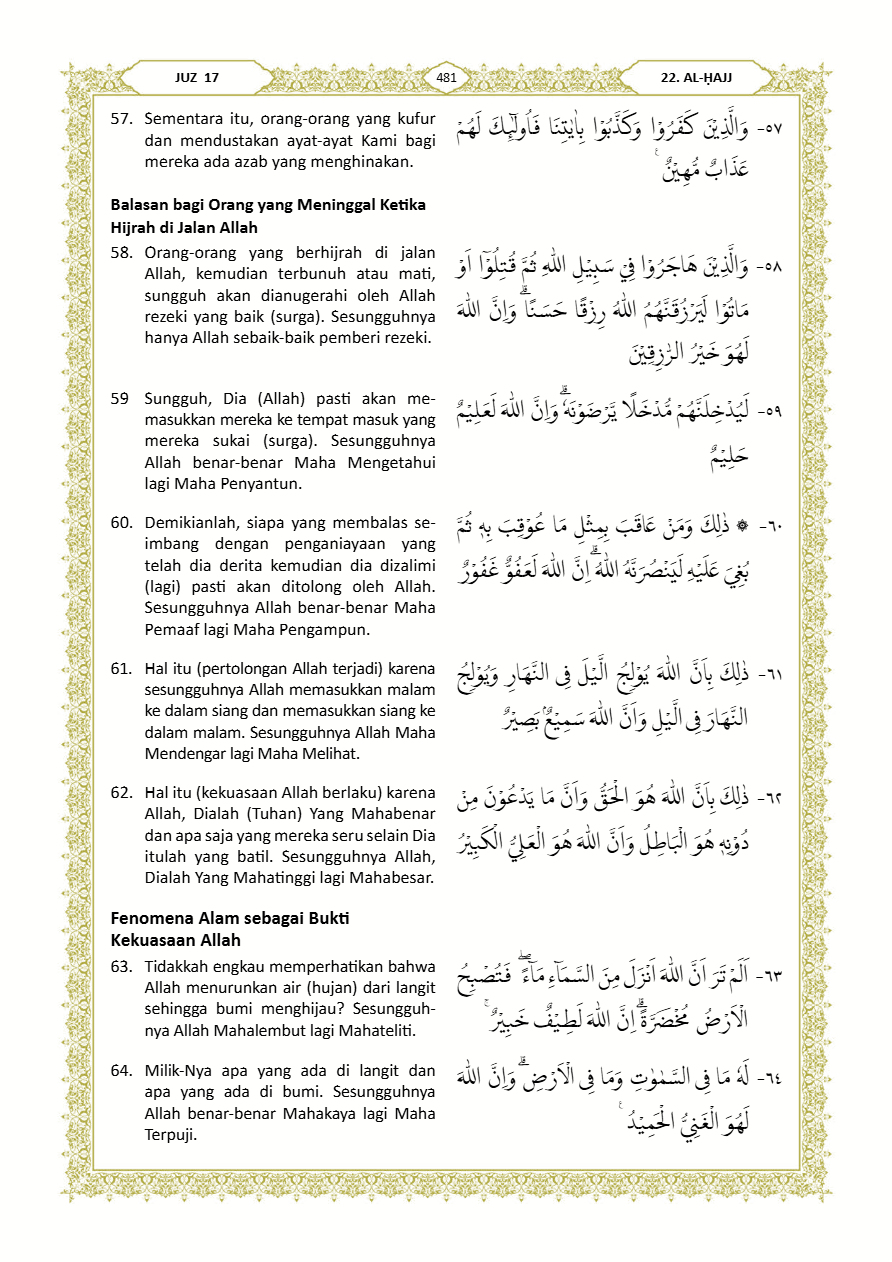 JUZ 17
481
22. AL-ḤAJJ
57. Sementara itu, orang-orang yang kufur
dan mendustakan ayat-ayat Kami bagi
mereka ada azab yang menghinakan.
٥٧- وَالَّذِيْنَ كَفَرُوْا وَكَذَّبُوْا بِاٰيٰتِنَا فَاُولٰۤىِٕكَ لَهُمْ
عَذَابٌ مُّهِيْنٌ ࣖ
Balasan bagi Orang yang Meninggal Ketika
Hijrah di Jalan Allah
58. Orang-orang yang berhijrah di jalan
Allah, kemudian terbunuh atau mati,
sungguh akan dianugerahi oleh Allah
rezeki yang baik (surga). Sesungguhnya
hanya Allah sebaik-baik pemberi rezeki.
٥٨- وَالَّذِيْنَ هَاجَرُوْا فِيْ سَبِيْلِ اللّٰهِ ثُمَّ قُتِلُوْٓا اَوْ
مَاتُوْا لَيَرْزُقَنَّهُمُ اللّٰهُ رِزْقًا حَسَنًاۗ وَاِنَّ اللّٰهَ
لَهُوَ خَيْرُ الرّٰزِقِيْنَ
59 Sungguh, Dia (Allah) pasti akan me-
masukkan mereka ke tempat masuk yang
mereka sukai (surga). Sesungguhnya
Allah benar-benar Maha Mengetahui
lagi Maha Penyantun.
٥٩- لَيُدْخِلَنَّهُمْ مُّدْخَلًا يَّرْضَوْنَهٗۗ وَاِنَّ اللّٰهَ لَعَلِيْمٌ
حَلِيْمٌ
60. Demikianlah, siapa yang membalas se-
imbang dengan penganiayaan yang
telah dia derita kemudian dia dizalimi
(lagi) pasti akan ditolong oleh Allah.
Sesungguhnya Allah benar-benar Maha
Pemaaf lagi Maha Pengampun.
٦٠- ۞ ذٰلِكَ وَمَنْ عَاقَبَ بِمِثْلِ مَا عُوْقِبَ بِهٖ ثُمَّ
بُغِيَ عَلَيْهِ لَيَنْصُرَنَّهُ اللّٰهُۗ اِنَّ اللّٰهَ لَعَفُوٌّ غَفُوْرٌ
61. Hal itu (pertolongan Allah terjadi) karena
sesungguhnya Allah memasukkan malam
ke dalam siang dan memasukkan siang ke
dalam malam. Sesungguhnya Allah Maha
Mendengar lagi Maha Melihat.
٦١- ذٰلِكَ بِاَنَّ اللّٰهَ يُوْلِجُ الَّيْلَ فِى النَّهَارِ وَيُوْلِجُ
النَّهَارَ فِى الَّيْلِ وَاَنَّ اللّٰهَ سَمِيْعٌۢ بَصِيْرٌ
62. Hal itu (kekuasaan Allah berlaku) karena
Allah, Dialah (Tuhan) Yang Mahabenar
dan apa saja yang mereka seru selain Dia
itulah yang batil. Sesungguhnya Allah,
Dialah Yang Mahatinggi lagi Mahabesar.
٦٢- ذٰلِكَ بِاَنَّ اللّٰهَ هُوَ الْحَقُّ وَاَنَّ مَا يَدْعُوْنَ مِنْ
دُوْنِهٖ هُوَ الْبَاطِلُ وَاَنَّ اللّٰهَ هُوَ الْعَلِيُّ الْكَبِيْرُ
Fenomena Alam sebagai Bukti
Kekuasaan Allah
63. Tidakkah engkau memperhatikan bahwa
Allah menurunkan air (hujan) dari langit
sehingga bumi menghijau? Sesungguh-
nya Allah Mahalembut lagi Mahateliti.
٦٣- اَلَمْ تَرَ اَنَّ اللّٰهَ اَنْزَلَ مِنَ السَّمَاۤءِ مَاۤءًۖ فَتُصْبِحُ
الْاَرْضُ مُخْضَرَّةًۗ اِنَّ اللّٰهَ لَطِيْفٌ خَبِيْرٌ ۚ
64. Milik-Nya apa yang ada di langit dan
apa yang ada di bumi. Sesungguhnya
Allah benar-benar Mahakaya lagi Maha
Terpuji.
٦٤- لَهٗ مَا فِى السَّمٰوٰتِ وَمَا فِى الْاَرْضِۗ وَاِنَّ اللّٰهَ
لَهُوَ الْغَنِيُّ الْحَمِيْدُ ࣖ